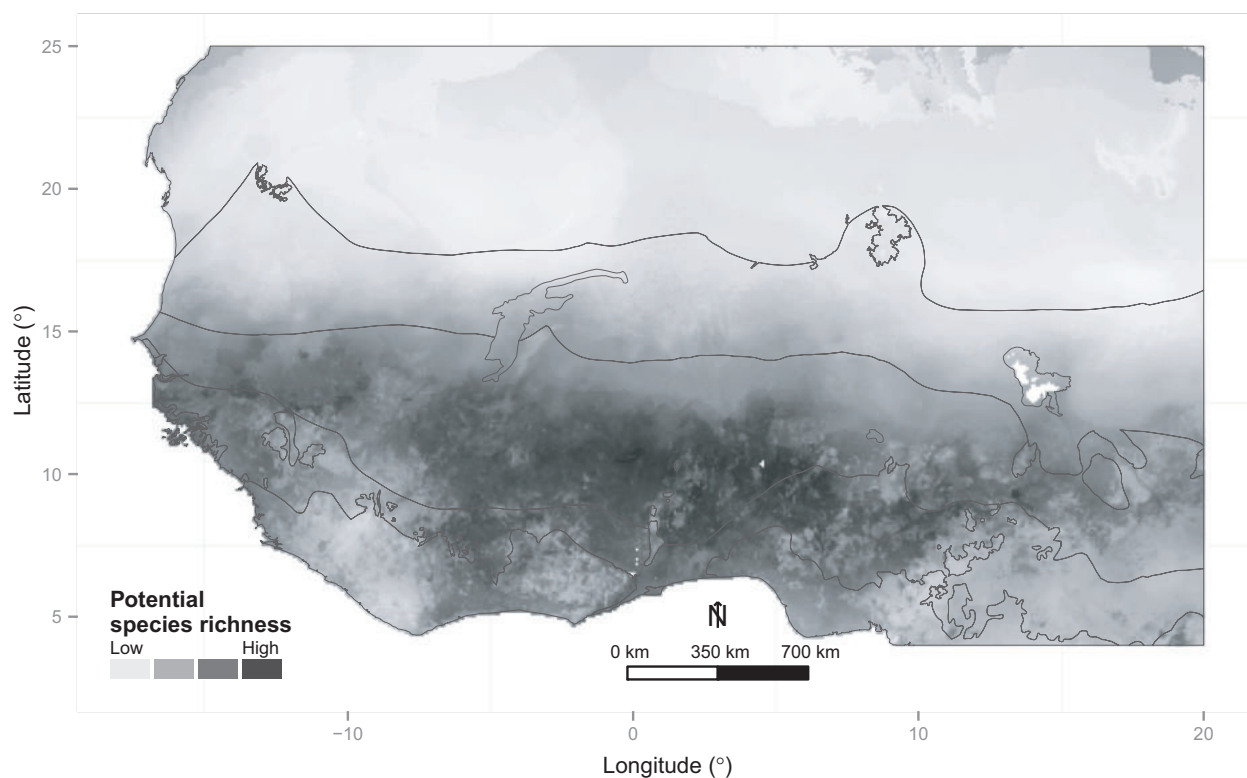 25
20
15
10
5
Latitude (°)
Potential
species richness
Low High
N
0 km 350 km 700 km
−10 0 10 20
Longitude (°)